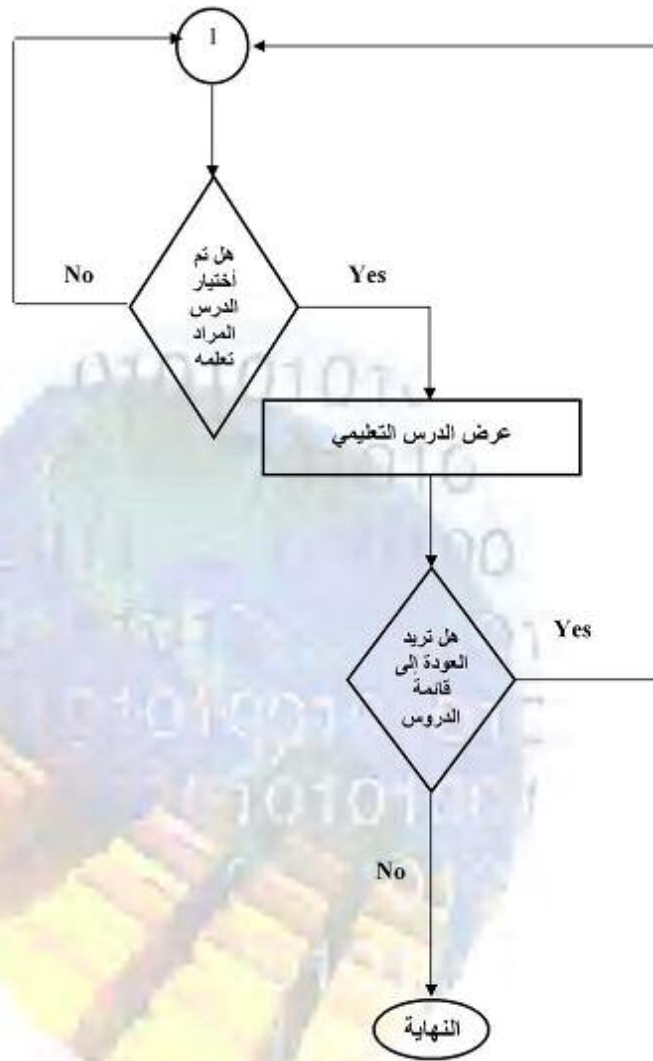 1
هل تم
أختيار
الدرس
المراد
تعلمه
No
Yes
عرض الدرس التعليمي
هل تريد
العودة إلى
قائمة
الدروس
Yes
No
النهاية